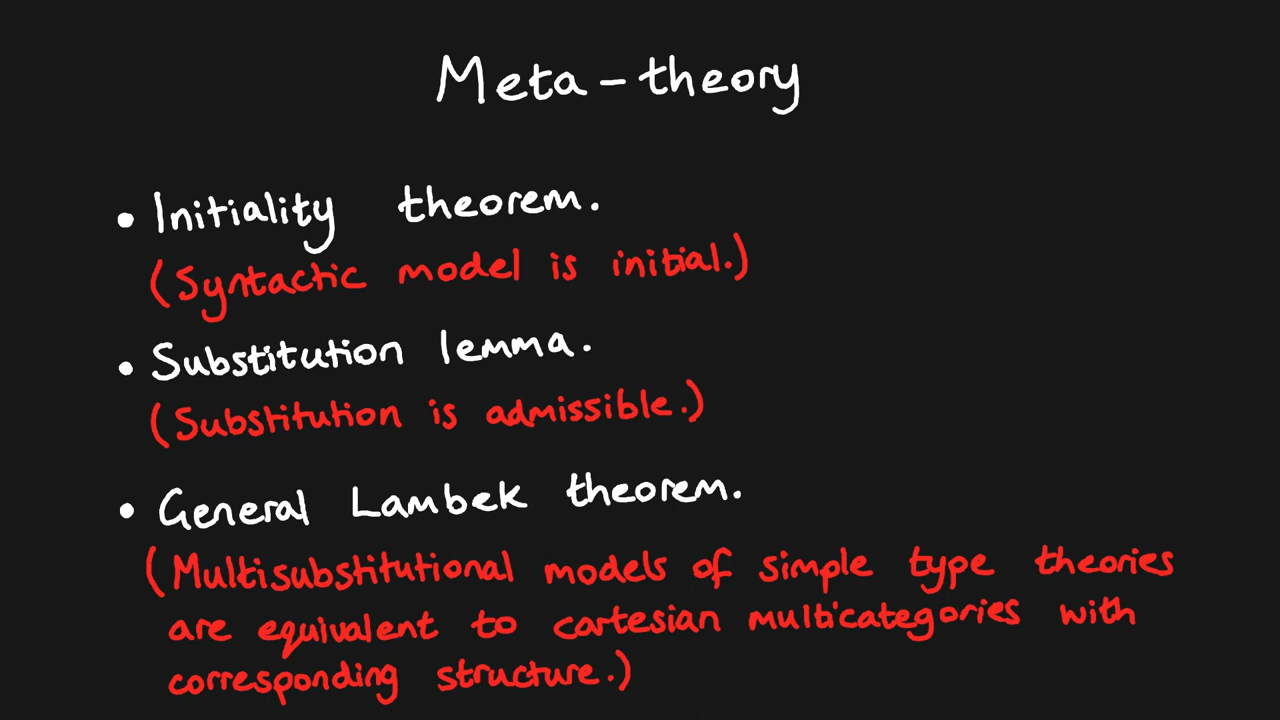 Meta-theory
• Initiality theorem.
(Syntactic model is initial.)
• Substitution lemma.
(Substitution is admissible.)
• General Lambek theorem.
(Multisubstitutional models of simple type theories
are equivalent to cartesian multicategories with
corresponding structure.)